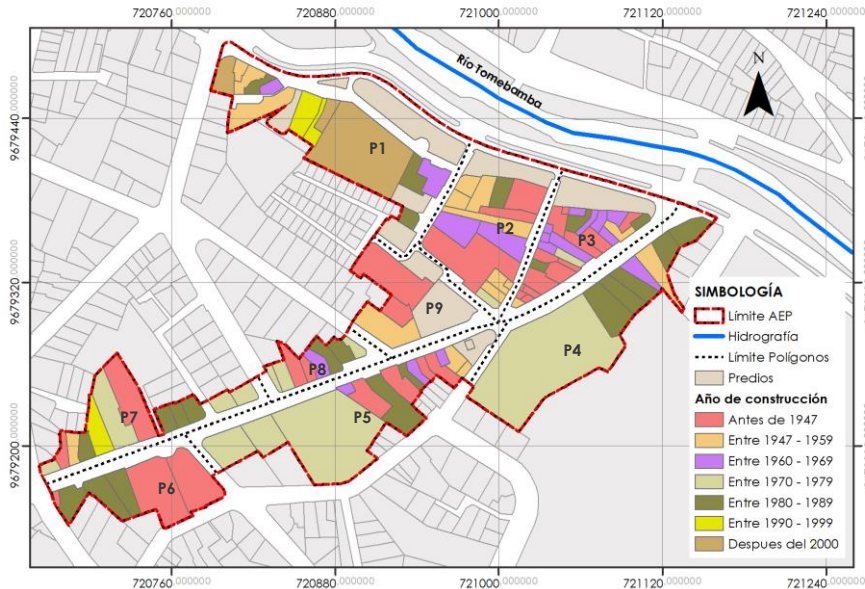 720760.000000 720880.000000 721000.000000 721120.000000 721240.000000
Río Tomebamba
N
9679440.000000
9679320.000000
9679200.000000
P1
P2
P3
P9
P4
P8
P7
P5
P6
SIMBOLOGÍA
Límite AEP
Hidrografía
Límite Polígonos
Predios
Año de construcción
Antes de 1947
Entre 1947 - 1959
Entre 1960 - 1969
Entre 1970 - 1979
Entre 1980 - 1989
Entre 1990 - 1999
Despues del 2000
720760.000000 720880.000000 721000.000000 721120.000000 721240.000000